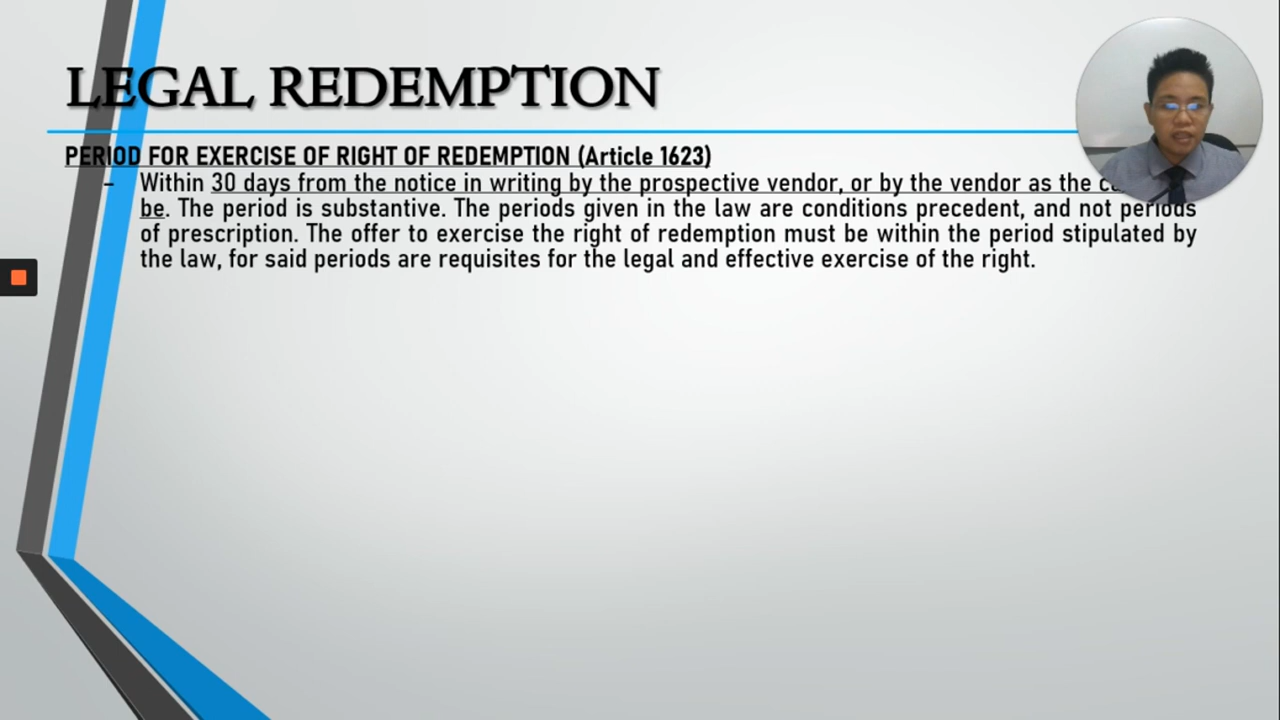 LEGAL REDEMPTION
PERIOD FOR EXERCISE OF RIGHT OF REDEMPTION (Article 1623)
- Within 30 days from the notice in writing by the prospective vendor, or by the vendor as the
be. The period is substantive. The periods given in the law are conditions precedent, and not periods
of prescription. The offer to exercise the right of redemption must be within the period stipulated by
the law, for said periods are requisites for the legal and effective exercise of the right.